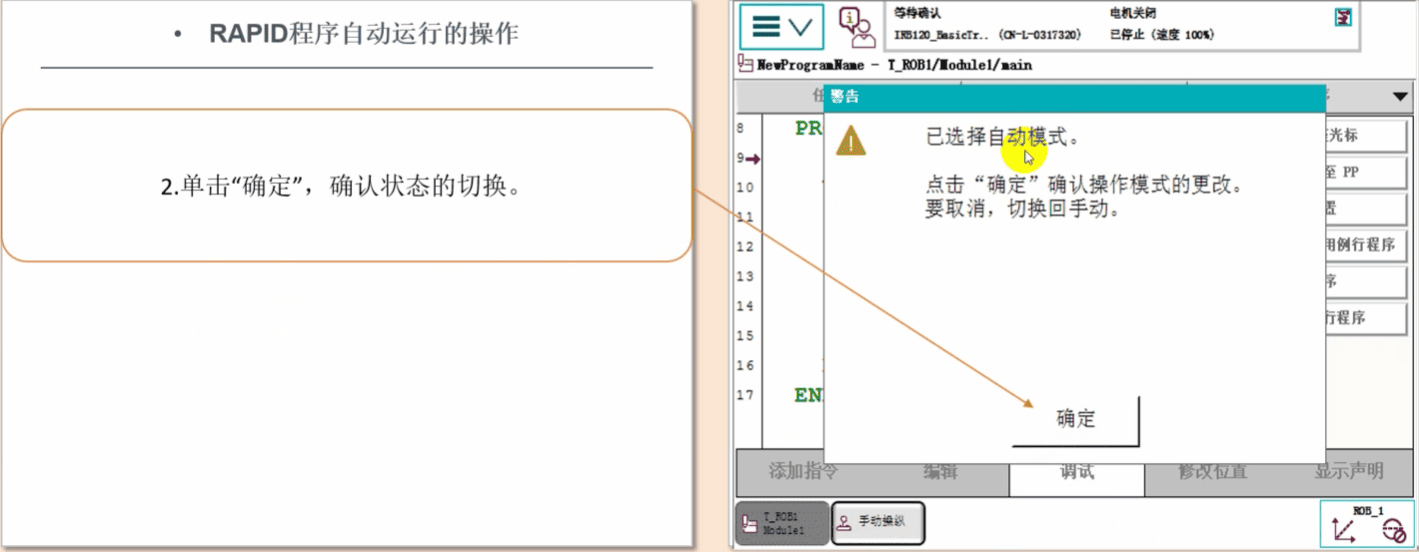 • RAPID程序自动运行的操作
2.单击“确定”，确认状态的切换。
等待确认
电机关闭
IRB120_BasicTr.. (CN-L-0317320)
已停止 (速度 100%)
NewProgramName - T_ROB1/Module1/main
警告
8
PR
9
10
11
12
13
14
15
16
17
EN
已选择自动模式。
点击“确定”确认操作模式的更改。
要取消，切换回手动。
确定
光标
至 PP
置
用例行程序
序
行程序
添加指令
编辑
调试
修改位置
显示声明
T_ROB1
Module1
手动操纵
ROB_1